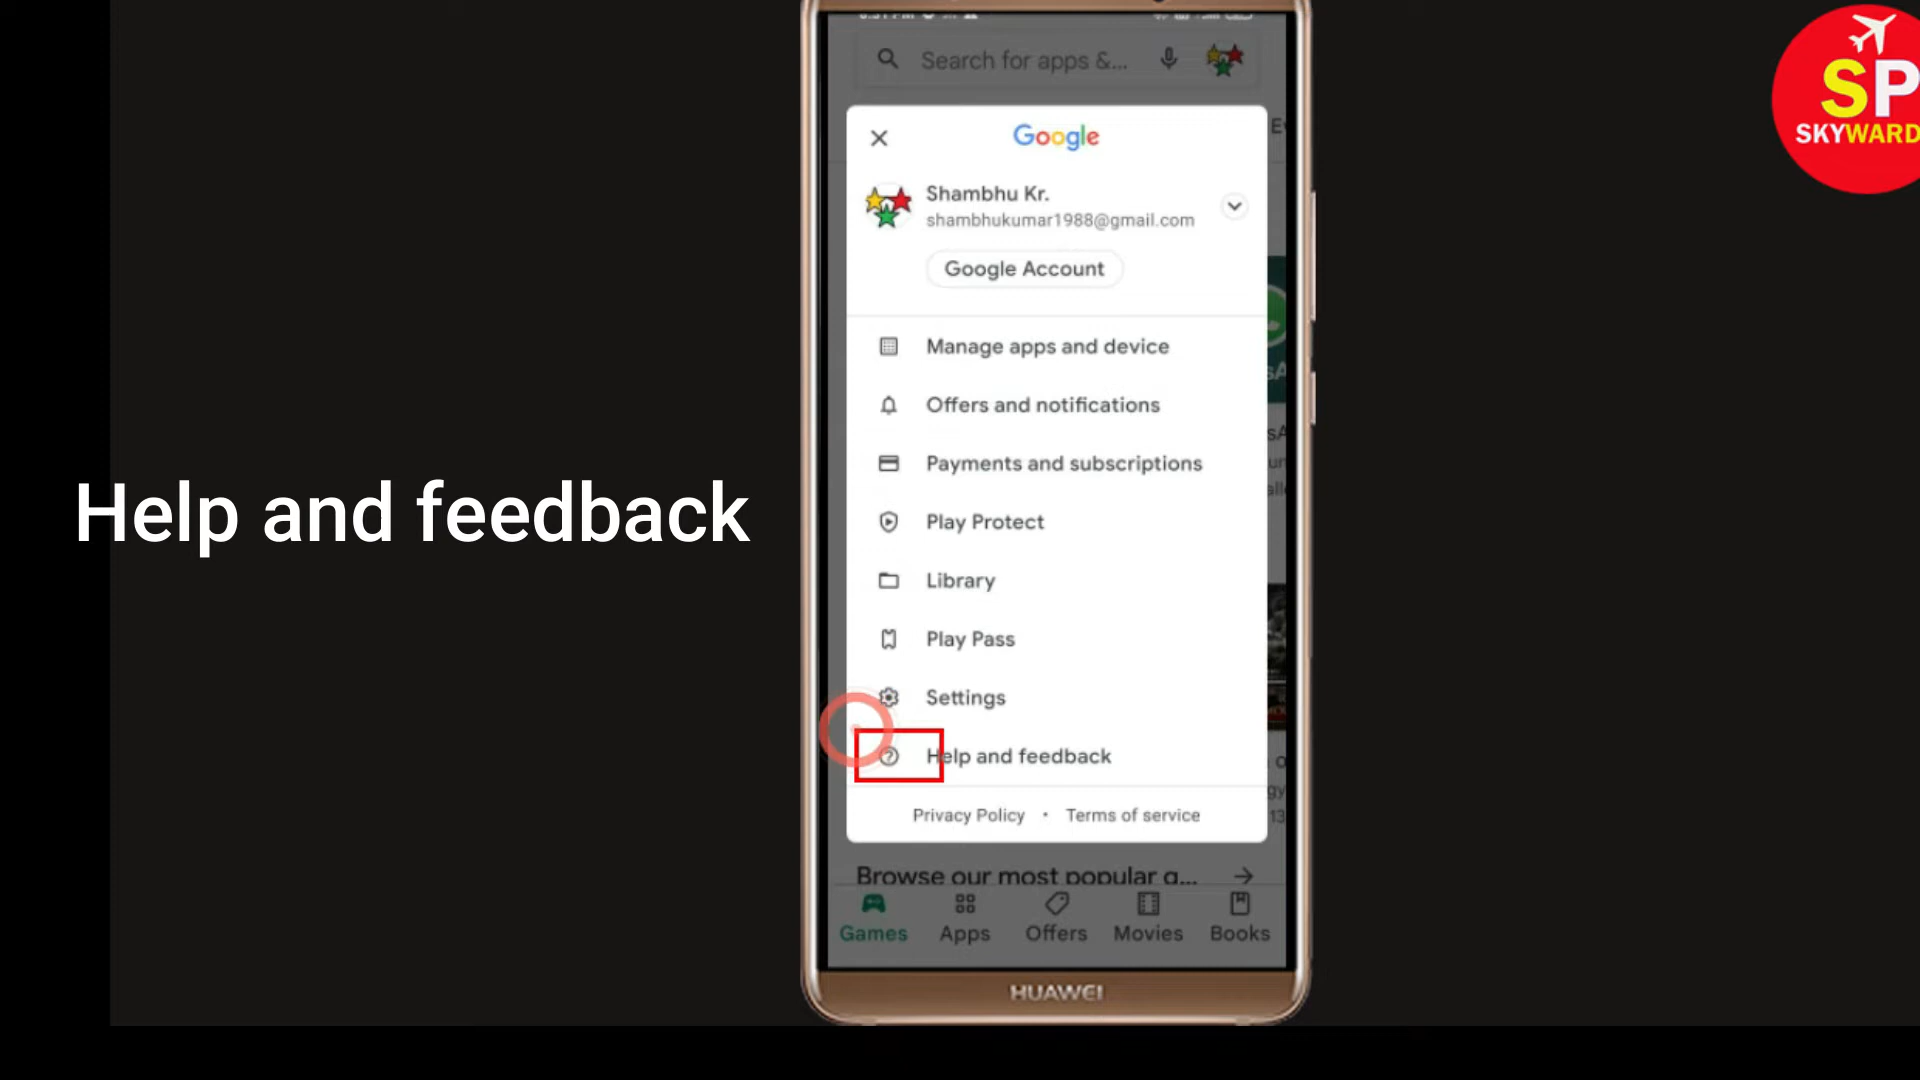 Search for apps &...
SP
SKYWARD
Google
Shambhu Kr.
shambhukumar1988@gmail.com
Google Account
Manage apps and device
Offers and notifications
Payments and subscriptions
Play Protect
Library
Play Pass
Settings
Help and feedback
Privacy Policy • Terms of service
Help and feedback
Browse our most popular g...
Games Apps Offers Movies Books
HUAWEI